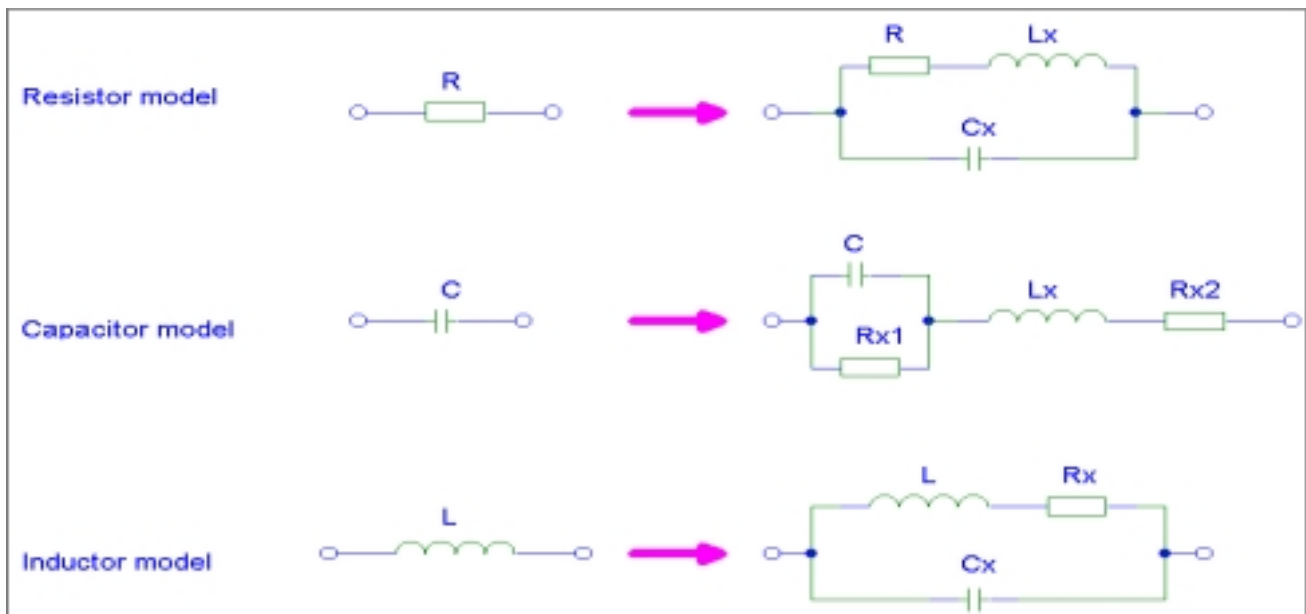 R
Lx
R
Resistor model
Cx
C
C
Lx
Rx2
Capacitor model
Rx1
L
Rx
L
Inductor model
Cx